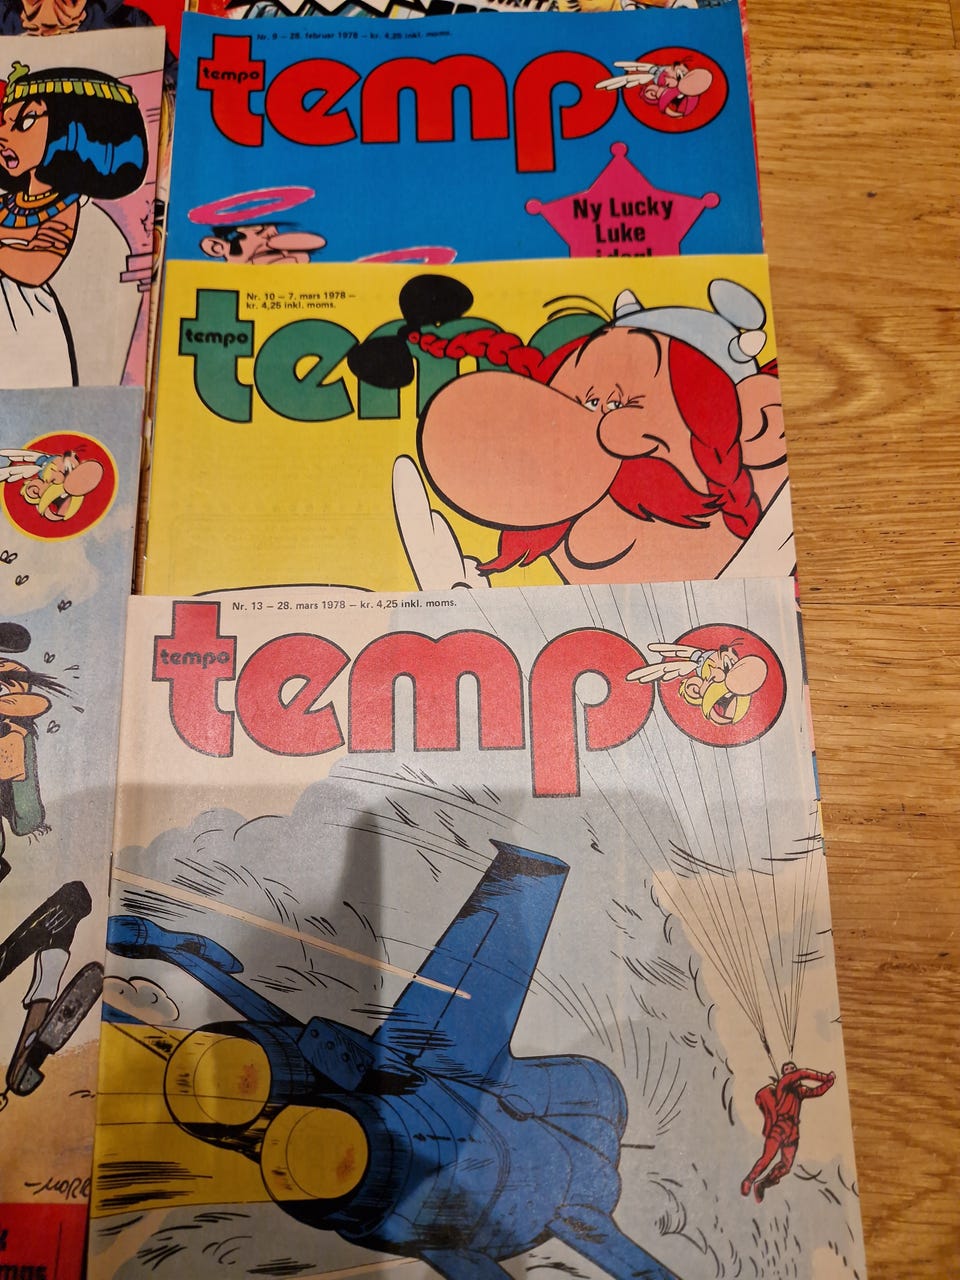 Nr. 9 – 28. februar 1978 – kr. 4,25 inkl. moms.
tempo
tempo
Ny Lucky
Luke
Nr. 10 – 7. mars 1978 –
kr. 4,25 inkl. moms.
tempo
Nr. 13 – 28. mars 1978 – kr. 4,25 inkl. moms.
tempo
tempo